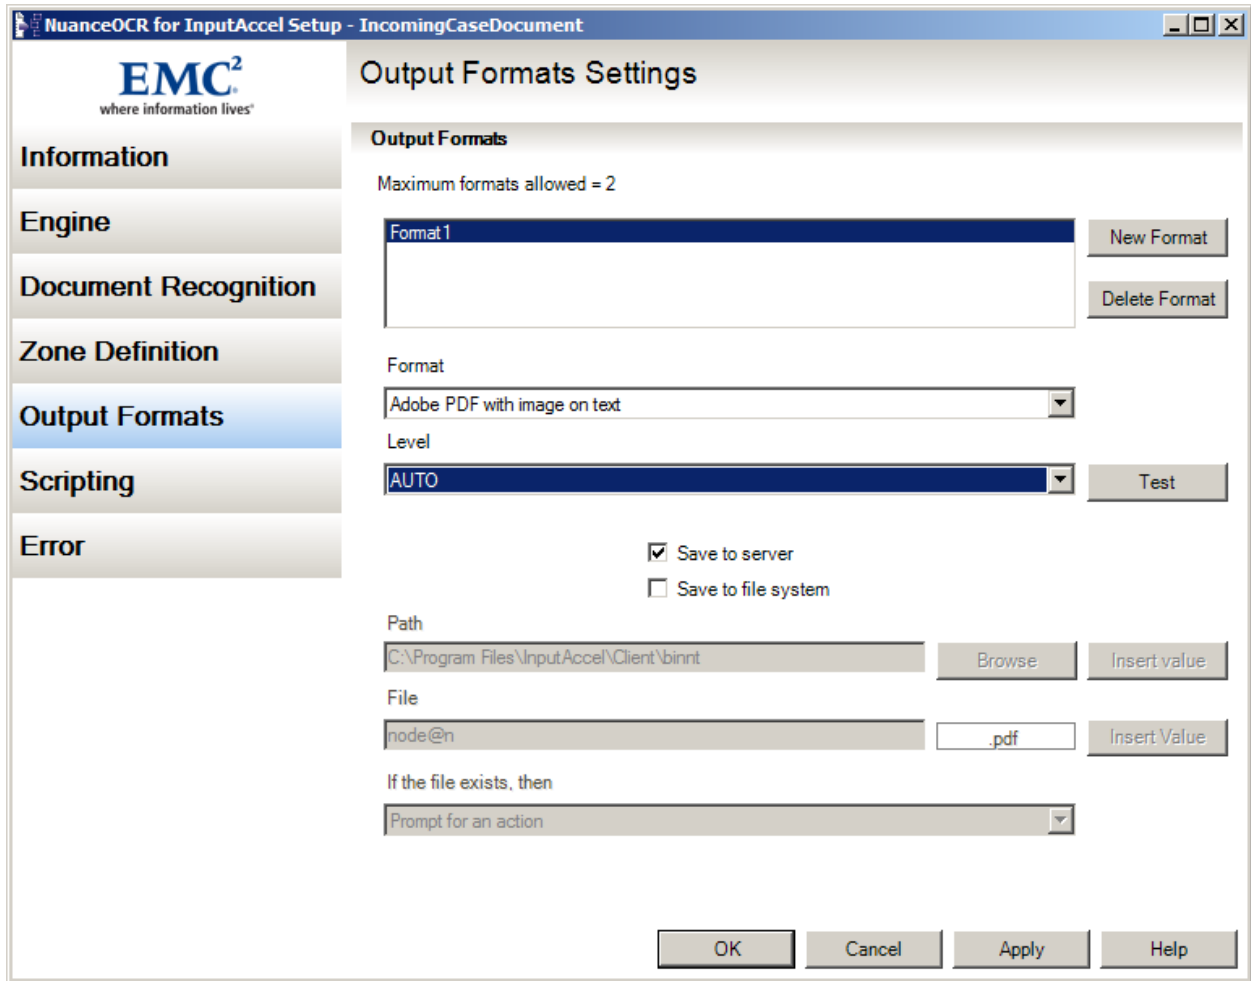 NuanceOCR for InputAccel Setup - IncomingCaseDocument
EMC²
where information lives®
Information
Engine
Document Recognition
Zone Definition
Output Formats
Scripting
Error
Output Formats Settings
Output Formats
Maximum formats allowed = 2
Format1
New Format
Delete Format
Format
Adobe PDF with image on text
Level
AUTO
Test
Save to server
Save to file system
Path
C:\Program Files\InputAccel\Client\binnt
Browse
Insert value
File
node@n
.pdf
Insert Value
If the file exists, then
Prompt for an action
OK
Cancel
Apply
Help